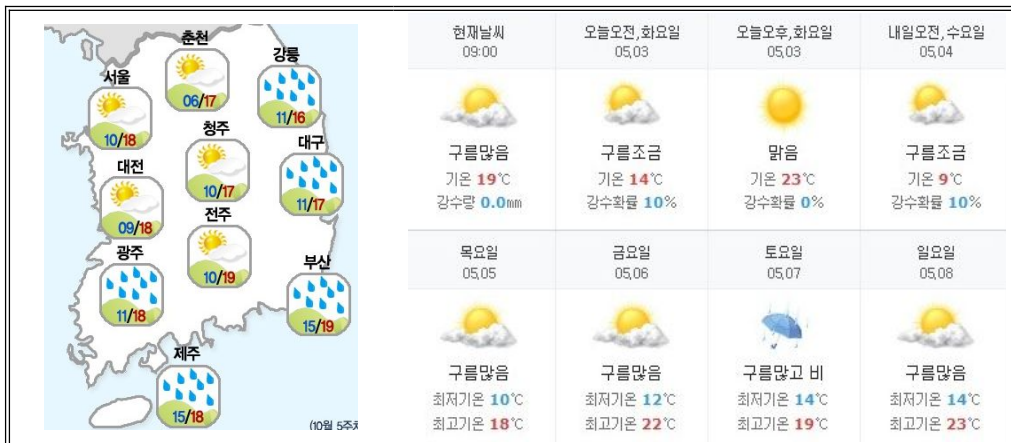 춘천
06/17
강릉
11/16
서울
10/18
청주
10/17
대구
11/17
대전
09/18
전주
10/19
광주
11/18
부산
15/19
제주
15/18
(10월 5주차
현재날씨
09:00
구름많음
기온 19℃
강수량 0.0mm
오늘오전,화요일
05,03
구름조금
기온 14℃
강수확률 10%
오늘오후,화요일
05,03
맑음
기온 23℃
강수확률 0%
내일오전,수요일
05,04
구름조금
기온 9℃
강수확률 10%
목요일
05,05
구름많음
최저기온 10℃
최고기온 18℃
금요일
05,06
구름많음
최저기온 12℃
최고기온 22℃
토요일
05,07
구름많고 비
최저기온 14℃
최고기온 19℃
일요일
05,08
구름많음
최저기온 14℃
최고기온 23℃